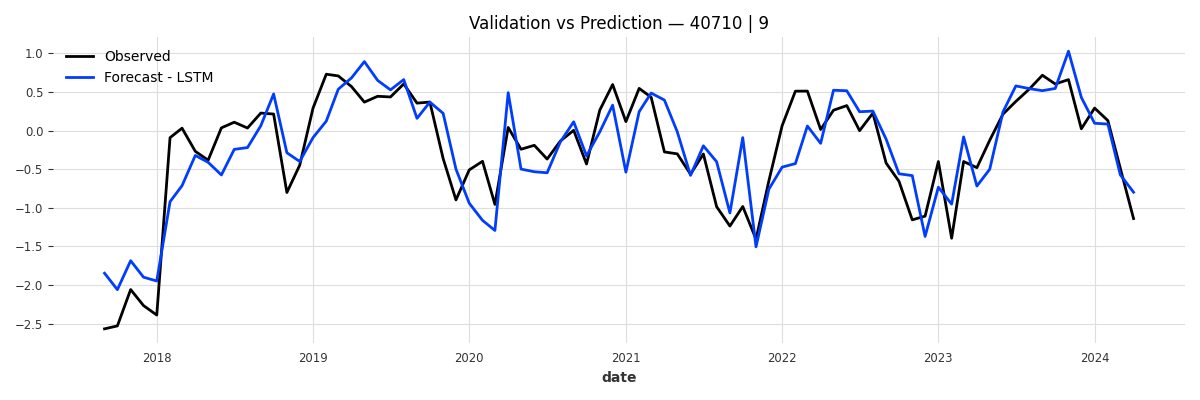 Validation vs Prediction — 40710 | 9
Observed
Forecast - LSTM
1.0
0.5
0.0
−0.5
−1.0
−1.5
−2.0
−2.5
2018 2019 2020 2021 2022 2023 2024
date